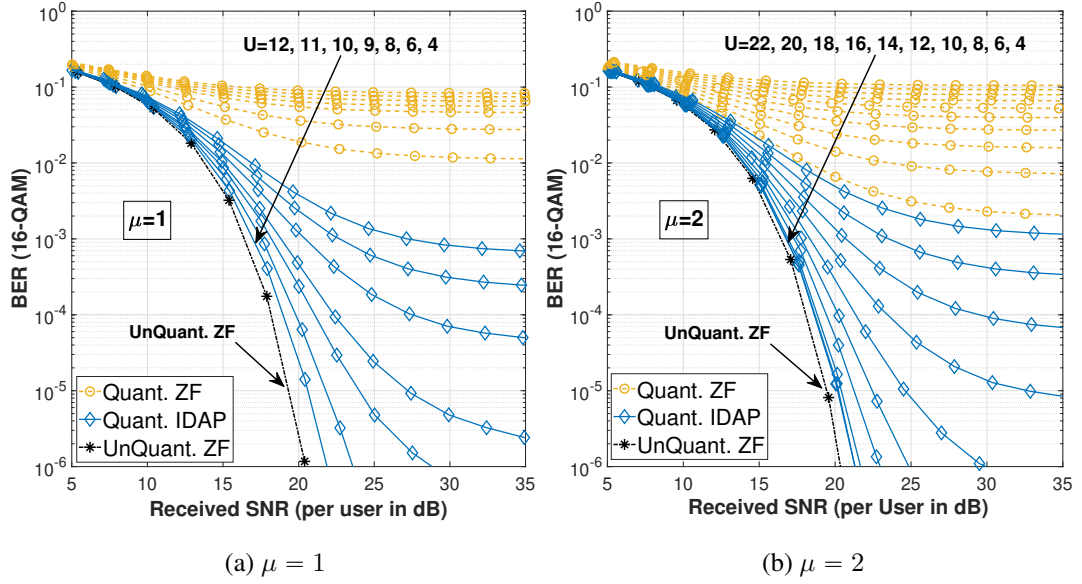 10^0
10^-1
10^-2
10^-3
10^-4
10^-5
10^-6
BER (16-QAM)
U=12, 11, 10, 9, 8, 6, 4
μ=1
UnQuant. ZF
Quant. ZF
Quant. IDAP
UnQuant. ZF
5 10 15 20 25 30 35
Received SNR (per user in dB)
(a) μ = 1
10^0
10^-1
10^-2
10^-3
10^-4
10^-5
10^-6
BER (16-QAM)
U=22, 20, 18, 16, 14, 12, 10, 8, 6, 4
μ=2
UnQuant. ZF
Quant. ZF
Quant. IDAP
UnQuant. ZF
5 10 15 20 25 30 35
Received SNR (per User in dB)
(b) μ = 2